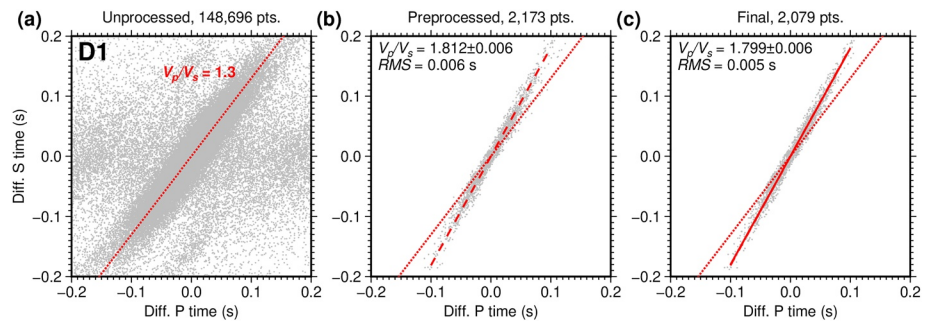 (a) Unprocessed, 148,696 pts.
D1
Vp/Vs = 1.3
0.2
0.1
0.0
−0.1
−0.2
Diff. S time (s)
−0.2 −0.1 0.0 0.1 0.2
Diff. P time (s)
(b) Preprocessed, 2,173 pts.
Vp/Vs = 1.812±0.006
RMS = 0.006 s
0.2
0.1
0.0
−0.1
−0.2
−0.2 −0.1 0.0 0.1 0.2
Diff. P time (s)
(c) Final, 2,079 pts.
Vp/Vs = 1.799±0.006
RMS = 0.005 s
0.2
0.1
0.0
−0.1
−0.2
−0.2 −0.1 0.0 0.1 0.2
Diff. P time (s)